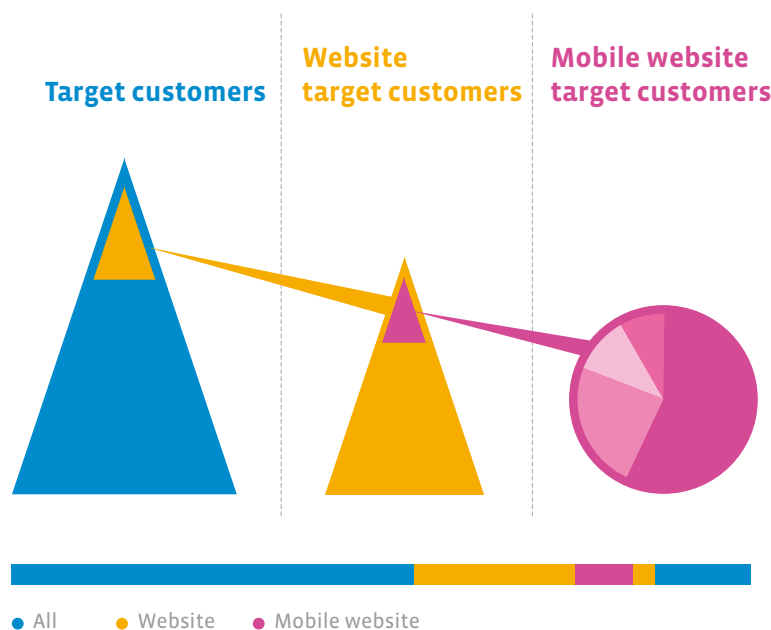 Target customers
Website
target customers
Mobile website
target customers
All
Website
Mobile website